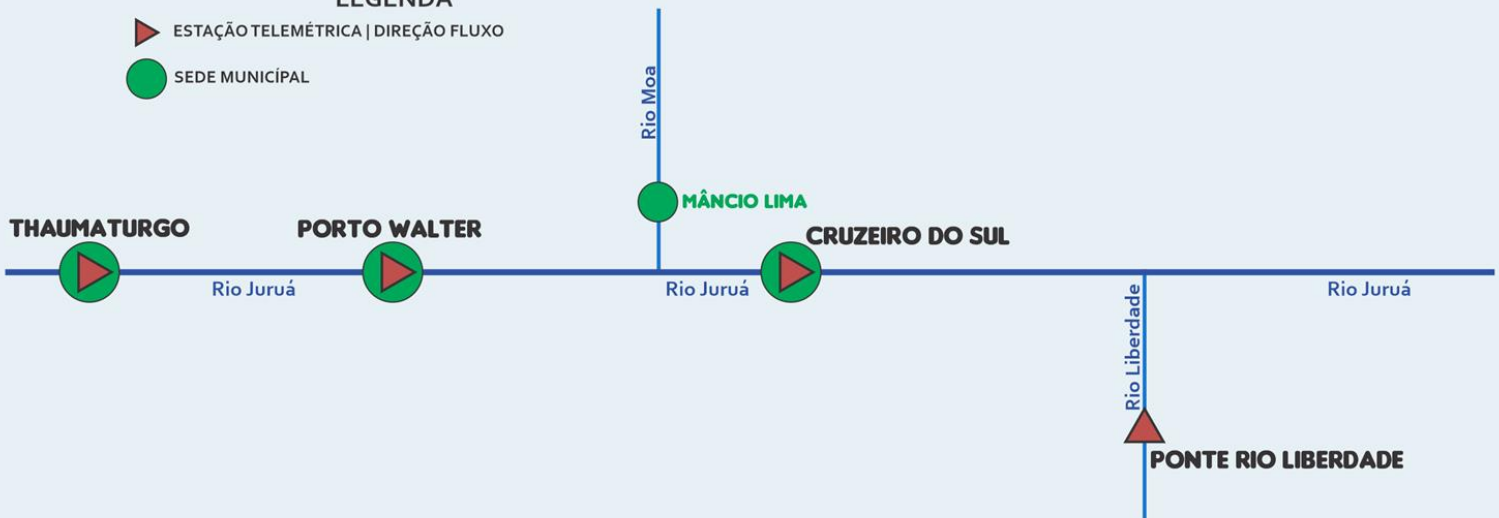 LEGENDA
ESTAÇÃO TELEMÉTRICA | DIREÇÃO FLUXO
SEDE MUNICÍPAL
Rio Moa
MÂNCIO LIMA
THAUMATURGO
PORTO WALTER
CRUZEIRO DO SUL
Rio Juruá
Rio Juruá
Rio Juruá
Rio Liberdade
PONTE RIO LIBERDADE